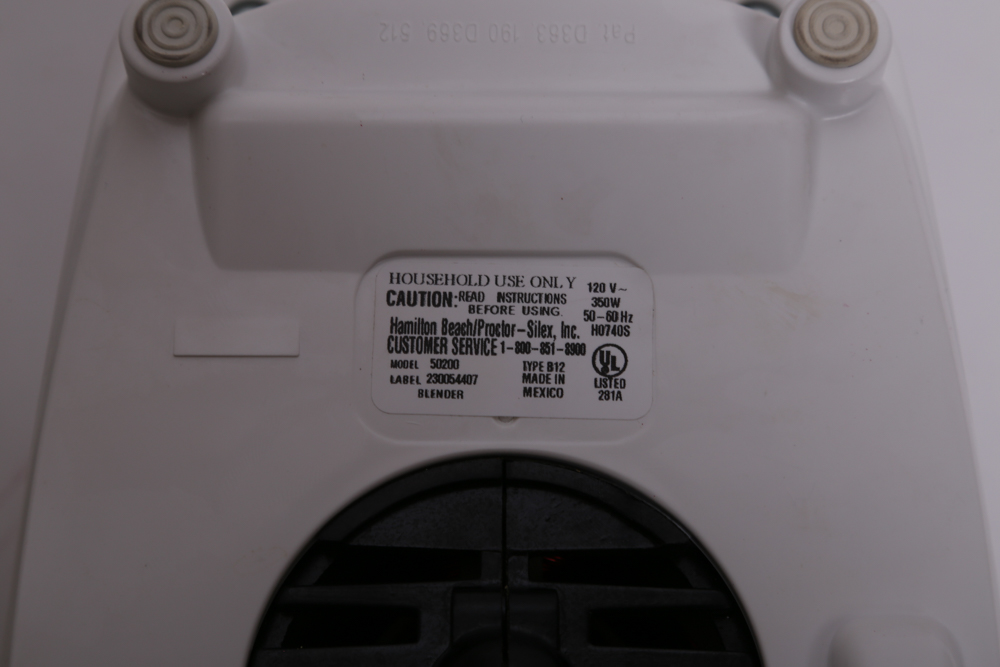 Pat D383 190 D369 512
HOUSEHOLD USE ONLY
CAUTION: READ INSTRUCTIONS
BEFORE USING.
120 V~
350W
50-60 Hz
H0740S
Hamilton Beach/Proctor-Silex, Inc.
CUSTOMER SERVICE 1-800-851-8900
MODEL 50200
LABEL 230054407
BLENDER
TYPE B12
MADE IN
MEXICO
UL
LISTED
281A